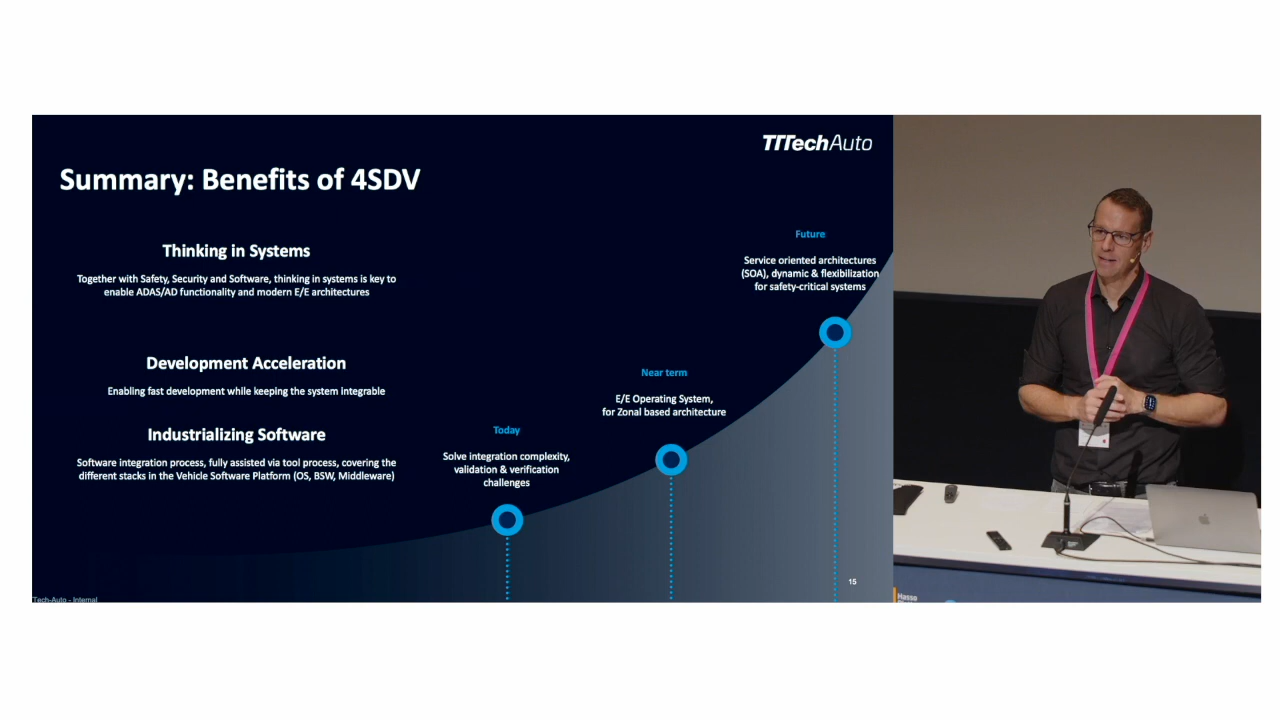 TTTechAuto
Summary: Benefits of 4SDV
Thinking in Systems
Together with Safety, Security and Software, thinking in systems is key to
enable ADAS/AD functionality and modern E/E architectures
Development Acceleration
Enabling fast development while keeping the system integrable
Industrializing Software
Software integration process, fully assisted via tool process, covering the
different stacks in the Vehicle Software Platform (OS, BSW, Middleware)
Today
Solve integration complexity,
validation & verification
challenges
Near term
E/E Operating System,
for Zonal based architecture
Future
Service oriented architectures
(SOA), dynamic & flexibilization
for safety-critical systems
15
TTech-Auto - Internal
Hasso